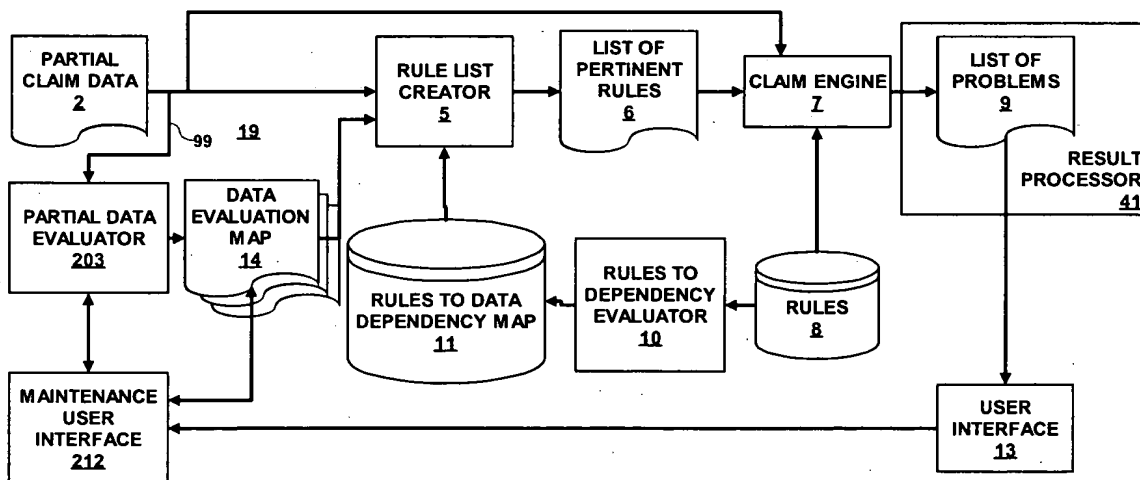 PARTIAL
CLAIM DATA
2
99
19
RULE LIST
CREATOR
5
LIST OF
PERTINENT
RULES
6
CLAIM ENGINE
7
LIST OF
PROBLEMS
9
RESULT
PROCESSOR
41
PARTIAL DATA
EVALUATOR
203
DATA
EVALUATION
MAP
14
RULES TO DATA
DEPENDENCY MAP
11
RULES TO
DEPENDENCY
EVALUATOR
10
RULES
8
MAINTENANCE
USER
INTERFACE
212
USER
INTERFACE
13